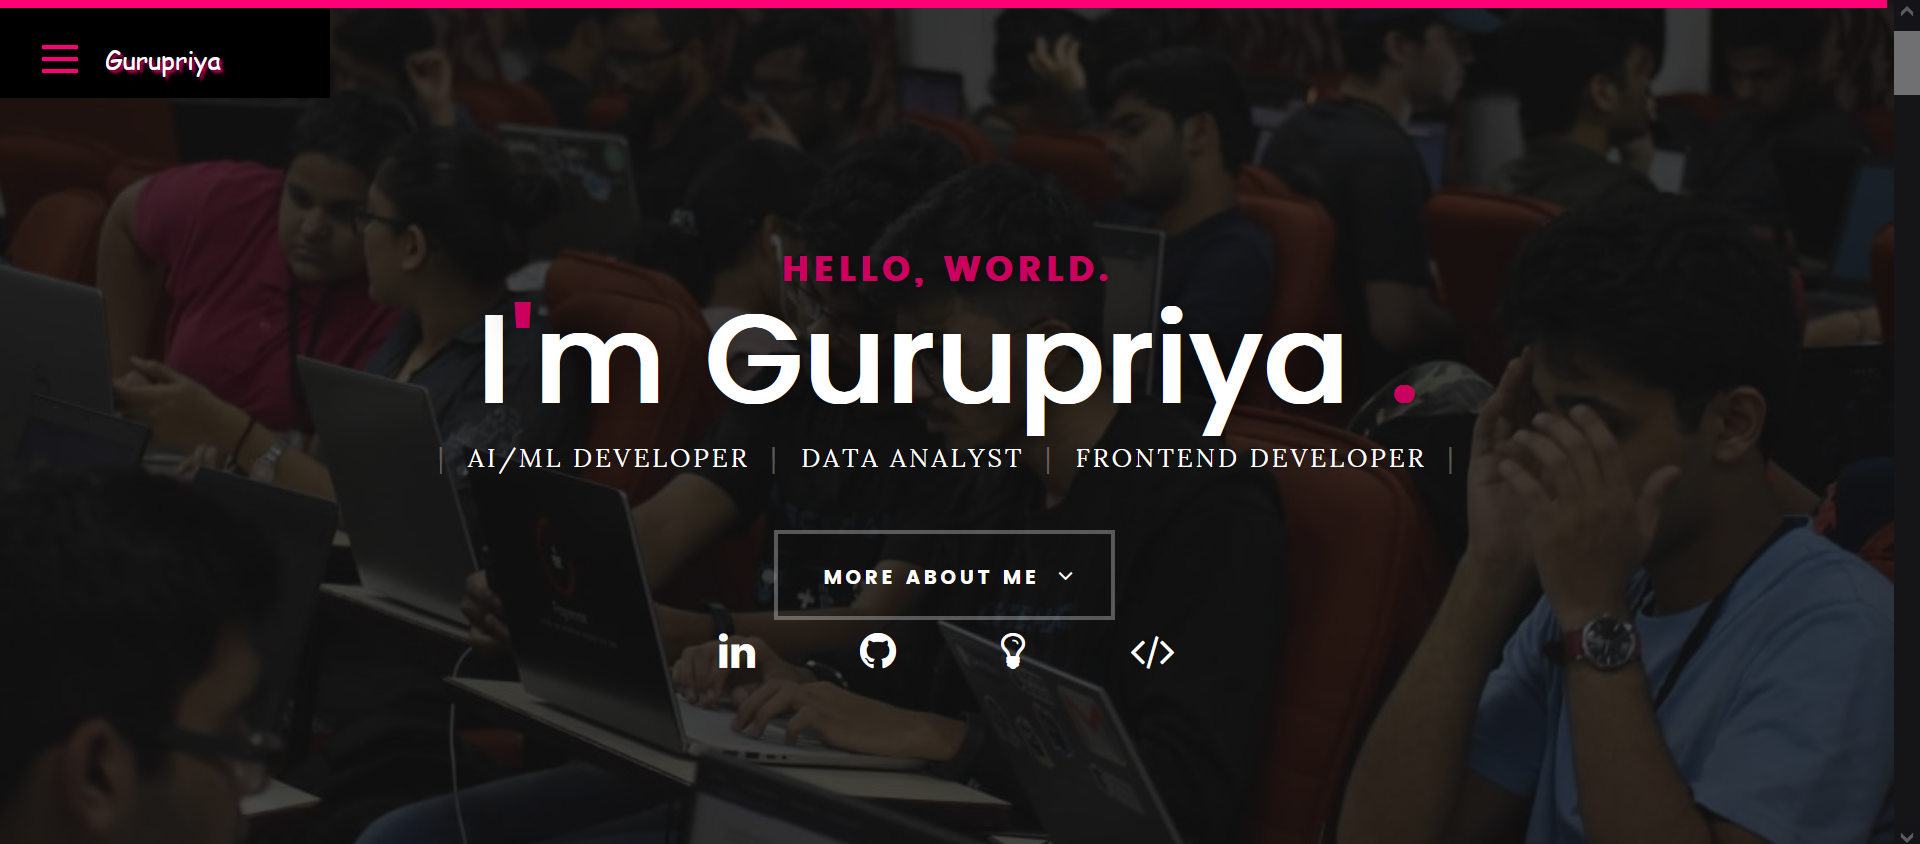 Gurupriya
HELLO, WORLD.
I'm Gurupriya .
| AI/ML DEVELOPER | DATA ANALYST | FRONTEND DEVELOPER |
MORE ABOUT ME
in